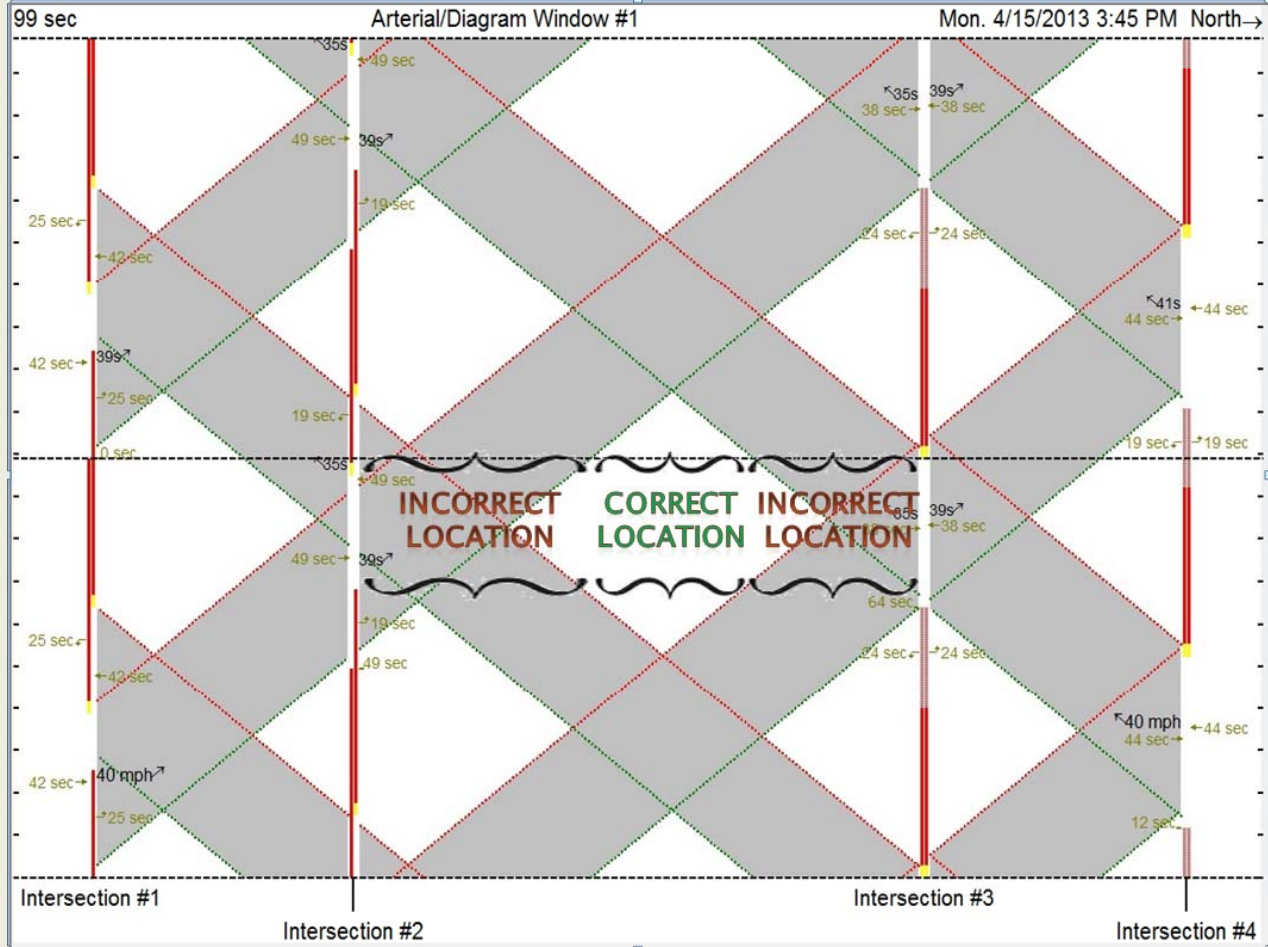 99 sec Arterial/Diagram Window #1 Mon. 4/15/2013 3:45 PM North→
↖35s
←49 sec
↖35s 39s↗
38 sec→ ←38 sec
49 sec→ 39s↗
19 sec
25 sec
24 sec 24 sec
←42 sec
↖41s ←44 sec
44 sec→
39s↗
42 sec→
25 sec
19 sec
19 sec 19 sec
0 sec
↖35s
←49 sec
INCORRECT CORRECT INCORRECT
LOCATION LOCATION LOCATION
35s 39s↗
←38 sec
49 sec→ 39s↗
64 sec
19 sec
25 sec
24 sec 24 sec
49 sec
←42 sec
↖40 mph ←44 sec
44 sec→
40 mph↗
42 sec→
25 sec
12 sec
Intersection #1 Intersection #3
Intersection #2 Intersection #4